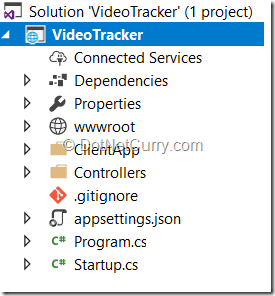 Solution 'VideoTracker' (1 project)
VideoTracker
Connected Services
Dependencies
Properties
wwwroot
© DotNetCurry.com
ClientApp
Controllers
.gitignore
appsettings.json
C# Program.cs
C# Startup.cs